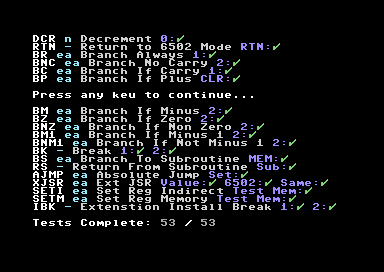 DCR n Decrement 0:✓
RTN - Return to 6502 Mode RTN:✓
BR ea Branch Always 1:✓
BNC ea Branch No Carry 2:✓
BC ea Branch If Carry 1:✓
BP ea Branch If Plus CLR:✓
Press any key to continue...
BM ea Branch If Minus 2:✓
BZ ea Branch If Zero 2:✓
BNZ ea Branch If Non Zero 2:✓
BM1 ea Branch If Minus 1 2:✓
BNM1 ea Branch If Not Minus 1 2:✓
BK - Break 1:✓ 2:✓
BS ea Branch To Subroutine MEM:✓
RS - Return From Subroutine Sub:✓
AJMP ea Absolute Jump Set:✓
XJSR ea Ext JSR Value:✓ 6502:✓ Same:✓
SETI ea Set Reg Indirect Test Mem:✓
SETM ea Set Reg Memory Test Mem:✓
IBK - Extenstion Install Break 1:✓ 2:✓
Tests Complete: 53 / 53